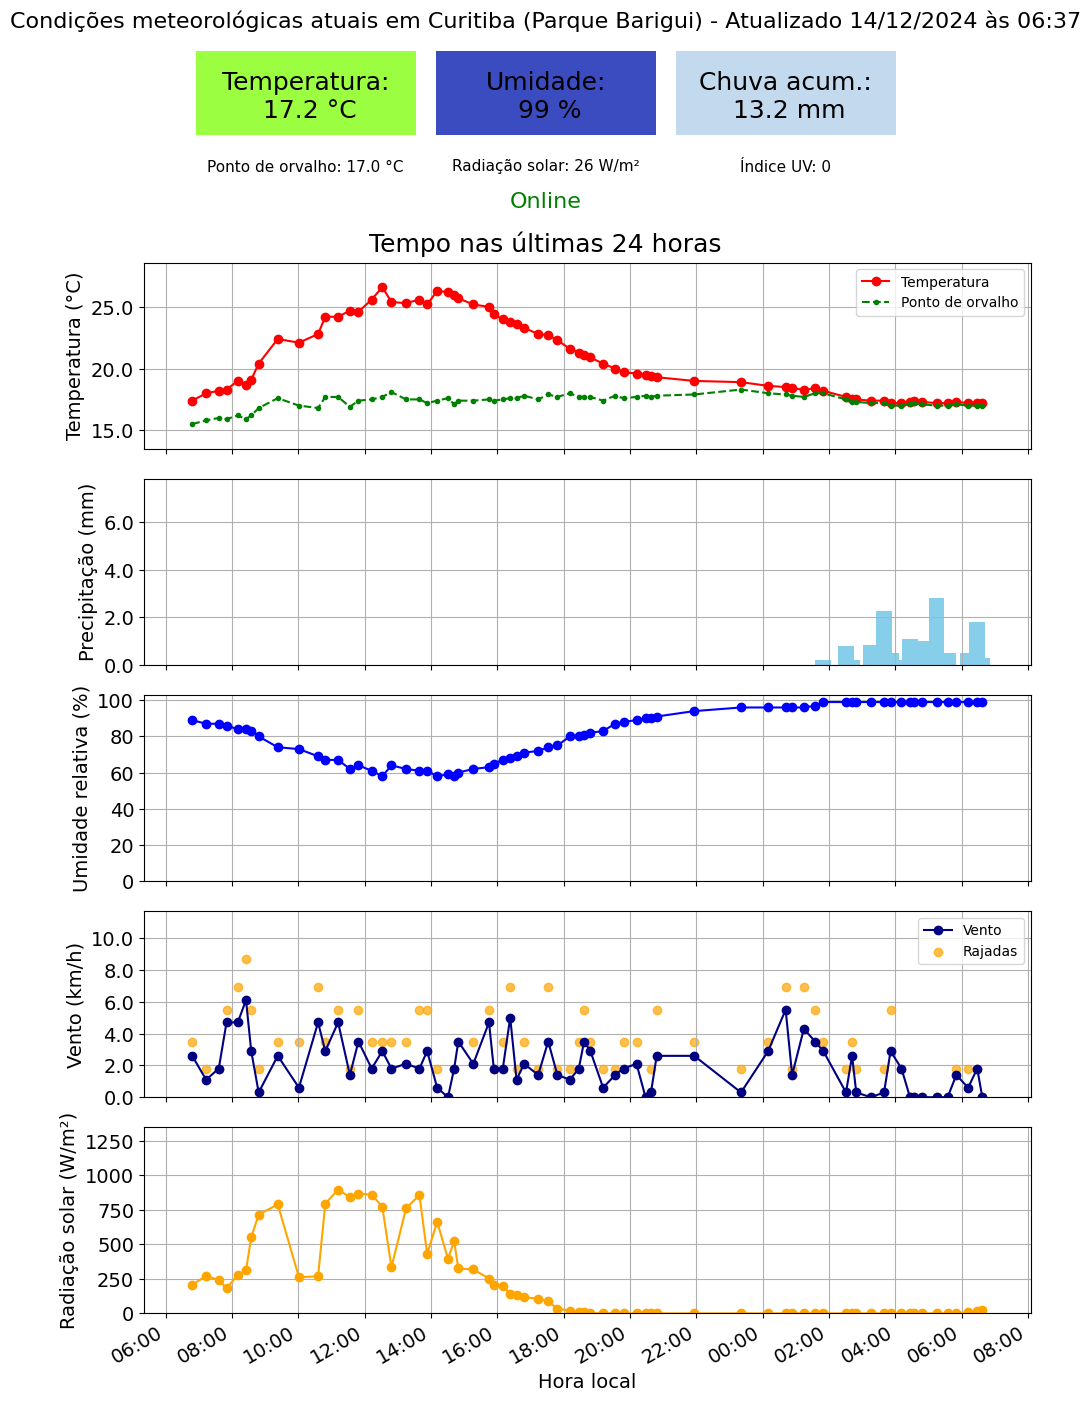 Condições meteorológicas atuais em Curitiba (Parque Barigui) - Atualizado 14/12/2024 às 06:37
Temperatura:
17.2 °C
Umidade:
99 %
Chuva acum.:
13.2 mm
Ponto de orvalho: 17.0 °C
Radiação solar: 26 W/m²
Índice UV: 0
Online
Tempo nas últimas 24 horas
Temperatura (°C)
25.0
20.0
15.0
Temperatura
Ponto de orvalho
Precipitação (mm)
6.0
4.0
2.0
0.0
Umidade relativa (%)
100
80
60
40
20
0
Vento (km/h)
10.0
8.0
6.0
4.0
2.0
0.0
Vento
Rajadas
Radiação solar (W/m²)
1250
1000
750
500
250
0
06:00
08:00
10:00
12:00
14:00
16:00
18:00
20:00
22:00
00:00
02:00
04:00
06:00
08:00
Hora local